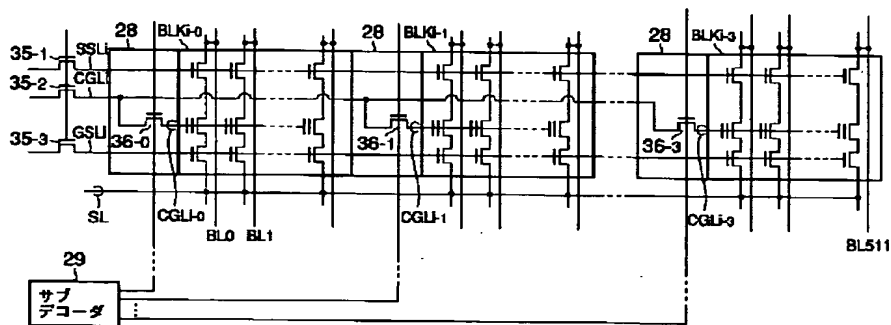 28 BLKi-0 28 BLKi-1 28 BLKi-3
35-1 SSLi
35-2 CGLi
35-3 GSLi
36-0 36-1 36-3
SL CGLi-0 CGLi-1 CGLi-3
BL0 BL1 BL511
29
サブ
デコーダ